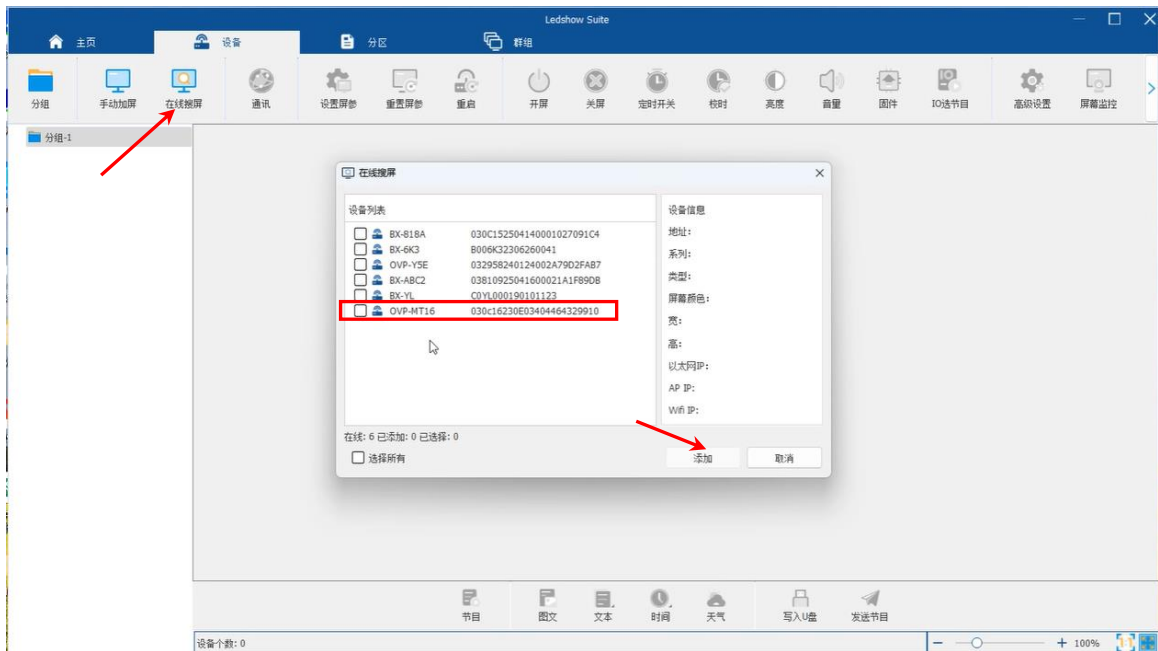 Ledshow Suite
主页 设备 分区 群组
分组 手动加屏 在线搜屏 通讯 设置屏参 重置屏参 重启 开屏 关屏 定时开关 校时 亮度 音量 固件 IO选节目 高级设置 屏幕监控
分组-1
在线搜屏
设备列表
BX-818A 030C152504140001027091C4
BX-6K3 B006K32306260041
OVP-Y5E 032958240124002A79D2FAB7
BX-ABC2 03810925041600021A1F89DB
BX-YL C0YL000190101123
OVP-MT16 030c16230E03404464329910
设备信息
地址:
系列:
类型:
屏幕颜色:
宽:
高:
以太网IP:
AP IP:
Wifi IP:
在线: 6 已添加: 0 已选择: 0
选择所有 添加 取消
节目 图文 文本 时间 天气 写入U盘 发送节目
设备个数: 0 100% 1:1